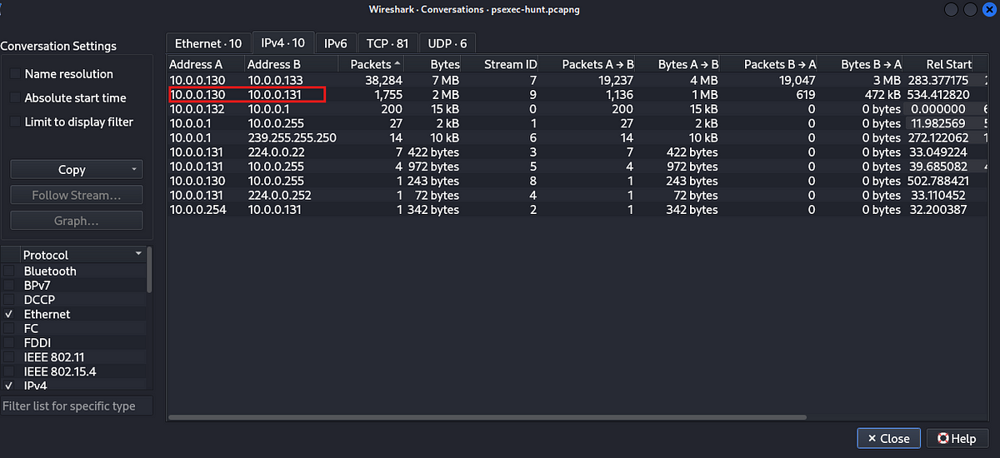 Wireshark · Conversations · psexec-hunt.pcapng
Conversation Settings
Name resolution
Absolute start time
Limit to display filter
Copy
Follow Stream...
Graph...
Protocol
Bluetooth
BPv7
DCCP
Ethernet
FC
FDDI
IEEE 802.11
IEEE 802.15.4
IPv4
Filter list for specific type
Ethernet · 10 IPv4 · 10 IPv6 TCP · 81 UDP · 6
Address A Address B Packets Bytes Stream ID Packets A → B Bytes A → B Packets B → A Bytes B → A Rel Start
10.0.0.130 10.0.0.133 38,284 7 MB 7 19,237 4 MB 19,047 3 MB 283.377175
10.0.0.130 10.0.0.131 1,755 2 MB 9 1,136 1 MB 619 472 kB 534.412820
10.0.0.132 10.0.0.1 200 15 kB 0 200 15 kB 0 0 bytes 0.000000
10.0.0.1 10.0.0.255 27 2 kB 1 27 2 kB 0 0 bytes 11.982569
10.0.0.1 239.255.255.250 14 10 kB 6 14 10 kB 0 0 bytes 272.122062
10.0.0.131 224.0.0.22 7 422 bytes 3 7 422 bytes 0 0 bytes 33.049224
10.0.0.131 10.0.0.255 4 972 bytes 5 4 972 bytes 0 0 bytes 39.685082
10.0.0.130 10.0.0.255 1 243 bytes 8 1 243 bytes 0 0 bytes 502.788421
10.0.0.131 224.0.0.252 1 72 bytes 4 1 72 bytes 0 0 bytes 33.110452
10.0.0.254 10.0.0.131 1 342 bytes 2 1 342 bytes 0 0 bytes 32.200387
Close Help